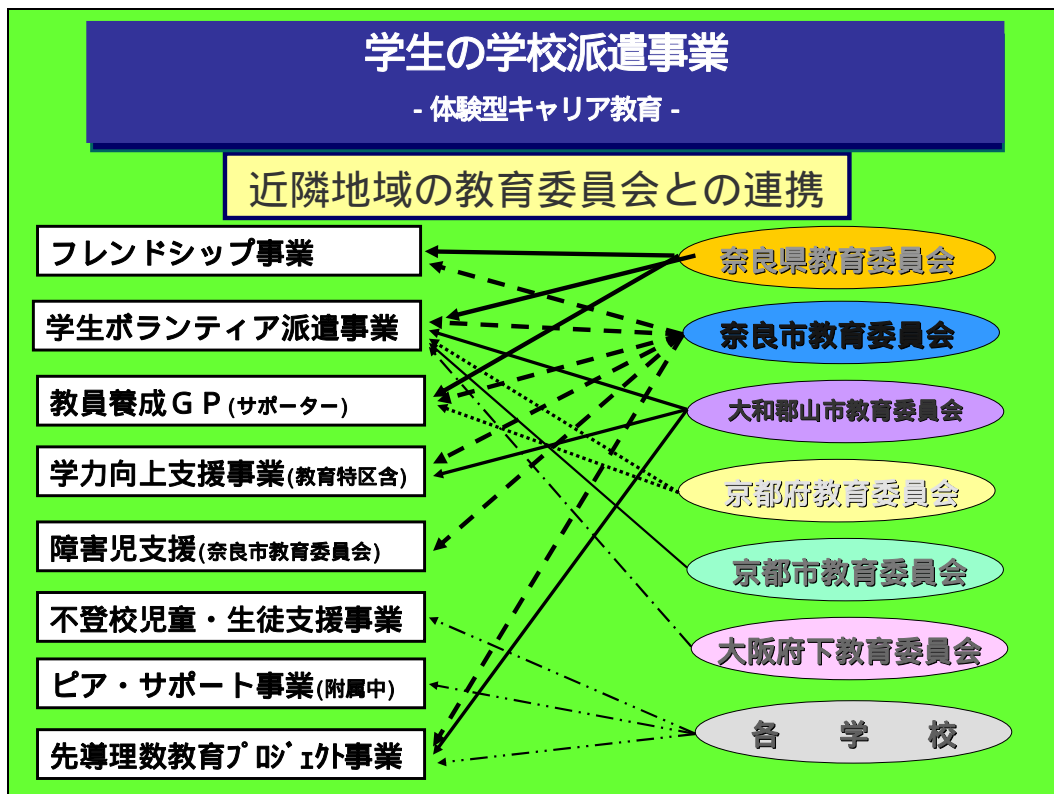 学生の学校派遣事業
- 体験型キャリア教育 -
近隣地域の教育委員会との連携
フレンドシップ事業
学生ボランティア派遣事業
教員養成ＧＰ(サポーター)
学力向上支援事業(教育特区含)
障害児支援(奈良市教育委員会)
不登校児童・生徒支援事業
ピア・サポート事業(附属中)
先導理数教育ﾌﾟﾛｼﾞｪｸﾄ事業
奈良県教育委員会
奈良市教育委員会
大和郡山市教育委員会
京都府教育委員会
京都市教育委員会
大阪府下教育委員会
各　学　校